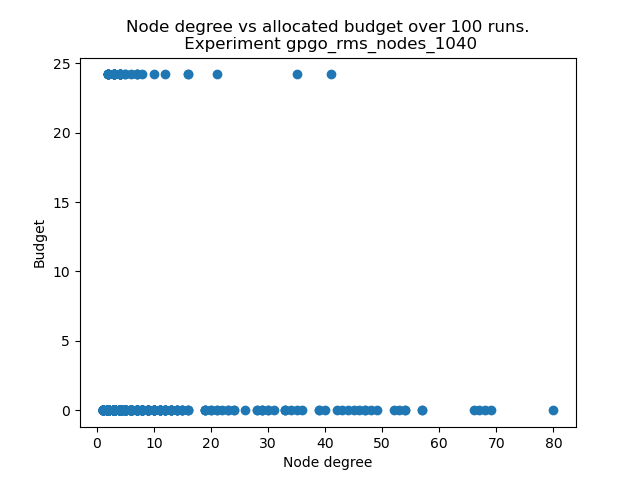 Node degree vs allocated budget over 100 runs.
Experiment gpgo_rms_nodes_1040
25
20
15
10
5
0
Budget
0 10 20 30 40 50 60 70 80
Node degree